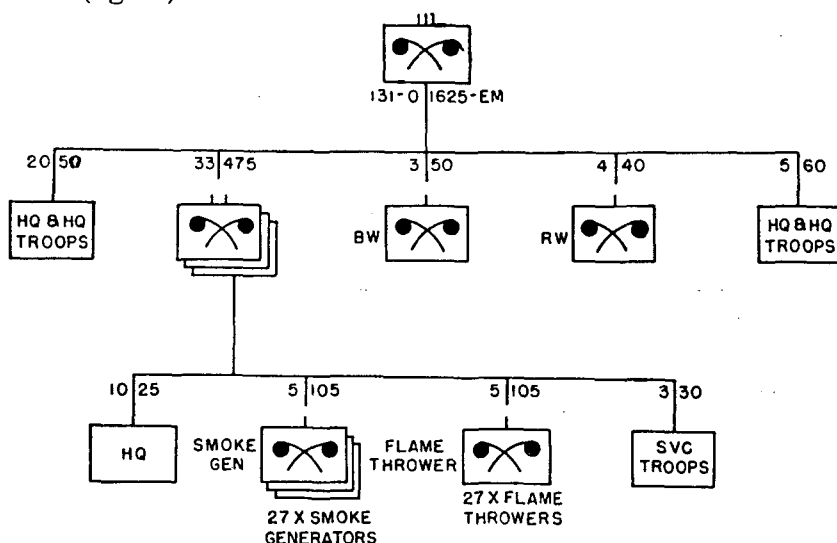 III
131-O 1625-EM
20 50
33 475
3 50
4 40
5 60
HQ & HQ
TROOPS
BW
RW
HQ & HQ
TROOPS
10 25
5 105
5 105
3 30
HQ
SMOKE
GEN
FLAME
THROWER
SVC
TROOPS
27 X SMOKE
GENERATORS
27 X FLAME
THROWERS